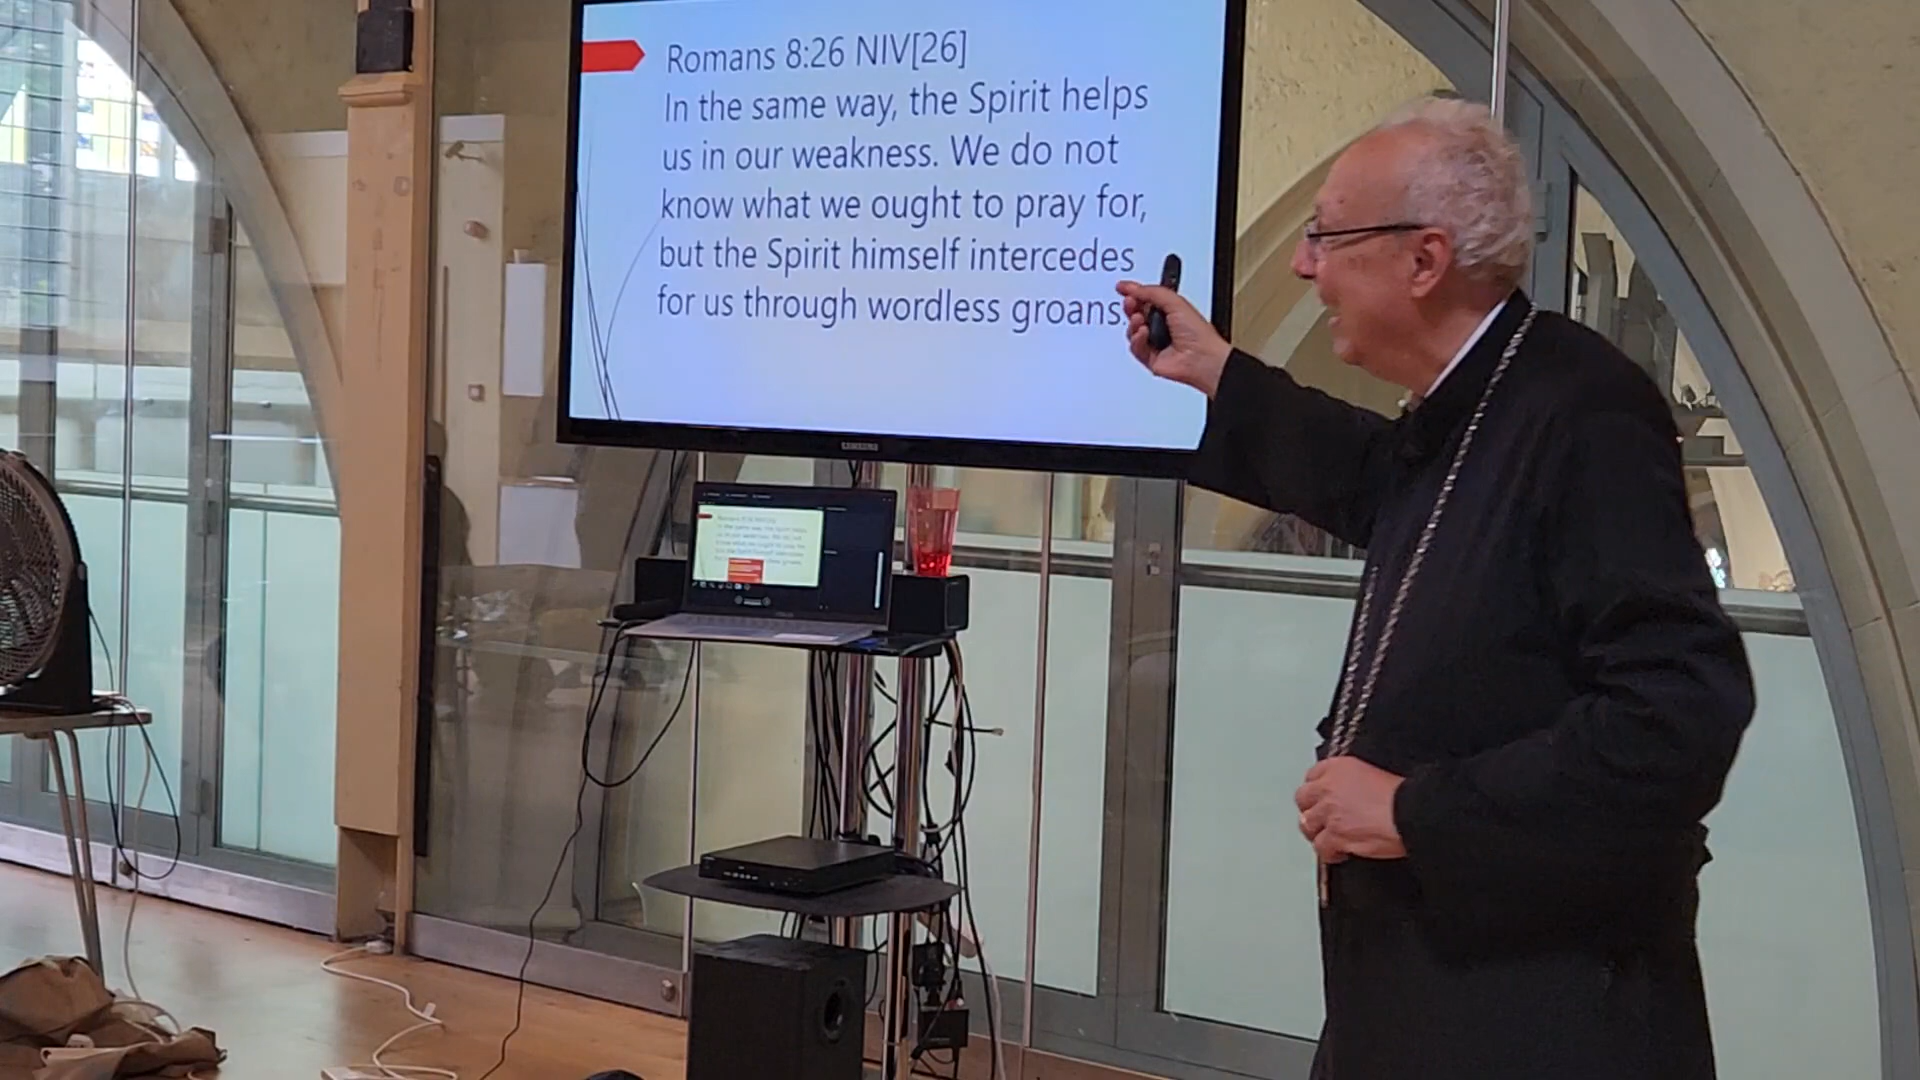 Romans 8:26 NIV[26]
In the same way, the Spirit helps
us in our weakness. We do not
know what we ought to pray for,
but the Spirit himself intercedes
for us through wordless groans.
SAMSUNG